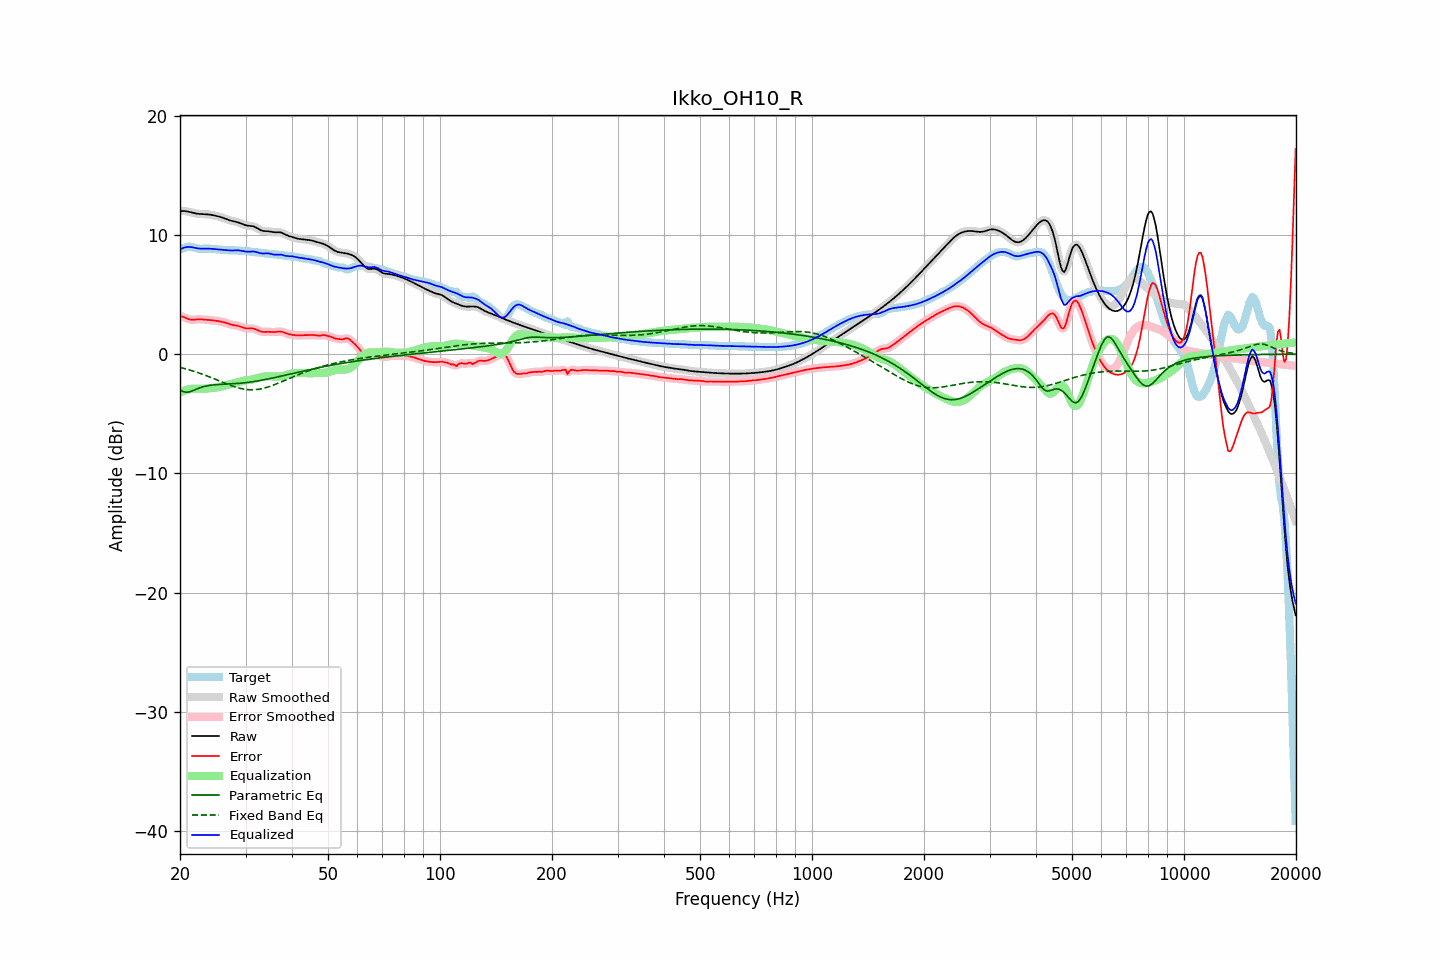 Ikko_OH10_R
20
10
0
−10
−20
−30
−40
Amplitude (dBr)
Target
Raw Smoothed
Error Smoothed
Raw
Error
Equalization
Parametric Eq
Fixed Band Eq
Equalized
20
50
100
200
500
1000
2000
5000
10000
20000
Frequency (Hz)